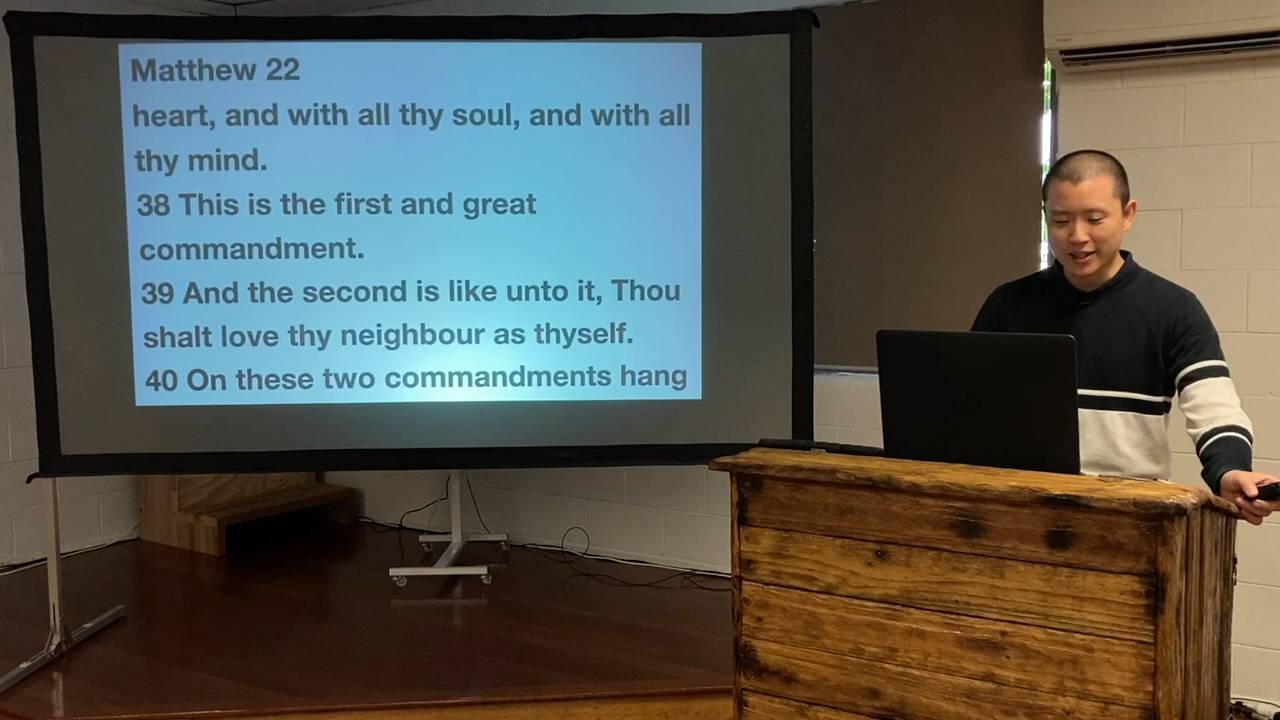 Matthew 22
heart, and with all thy soul, and with all
thy mind.
38 This is the first and great
commandment.
39 And the second is like unto it, Thou
shalt love thy neighbour as thyself.
40 On these two commandments hang